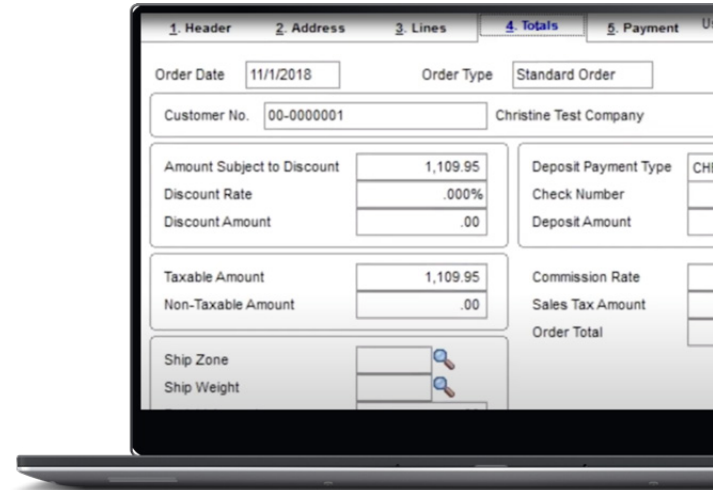 1. Header 2. Address 3. Lines 4. Totals 5. Payment
Order Date 11/1/2018 Order Type Standard Order
Customer No. 00-0000001 Christine Test Company
Amount Subject to Discount 1,109.95
Discount Rate .000%
Discount Amount .00
Deposit Payment Type
Check Number
Deposit Amount
Taxable Amount 1,109.95
Non-Taxable Amount .00
Commission Rate
Sales Tax Amount
Order Total
Ship Zone
Ship Weight